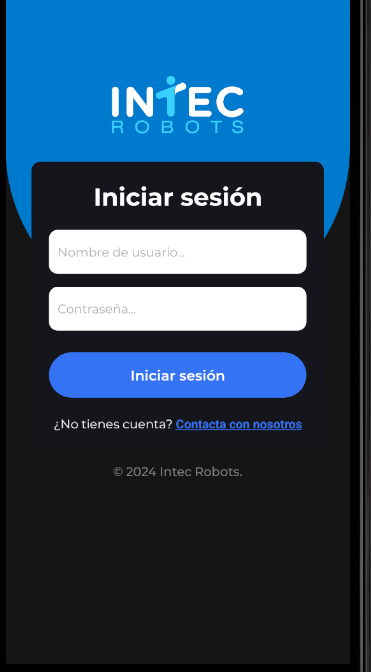 INTEC
ROBOTS
Iniciar sesión
Nombre de usuario...
Contraseña...
Iniciar sesión
¿No tienes cuenta? Contacta con nosotros
© 2024 Intec Robots.